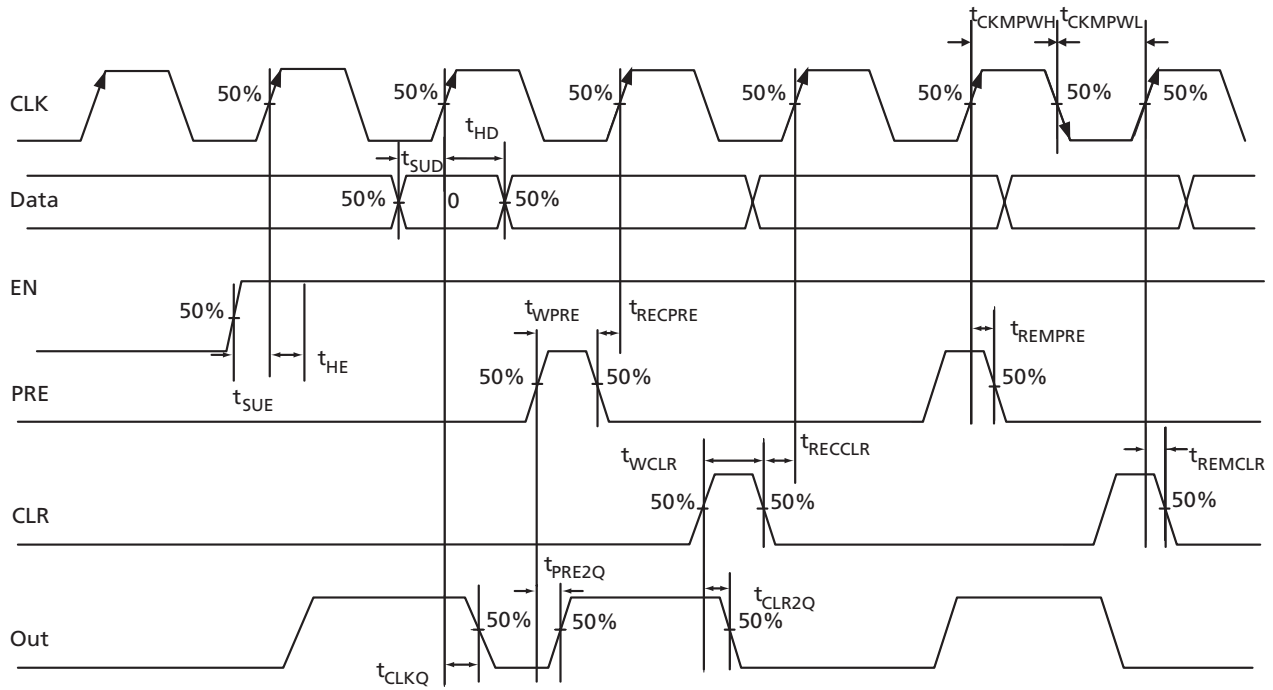 tCKMPWH tCKMPWL
CLK 50% 50% 50% 50% 50% 50% 50%
tSUD tHD
Data 50% 0 50%
EN 50%
tSUE tHE
tWPRE tRECPRE tREMPRE
PRE 50% 50% 50%
tWCLR tRECCLR tREMCLR
CLR 50% 50% 50%
tPRE2Q tCLR2Q
Out 50% 50% 50%
tCLKQ